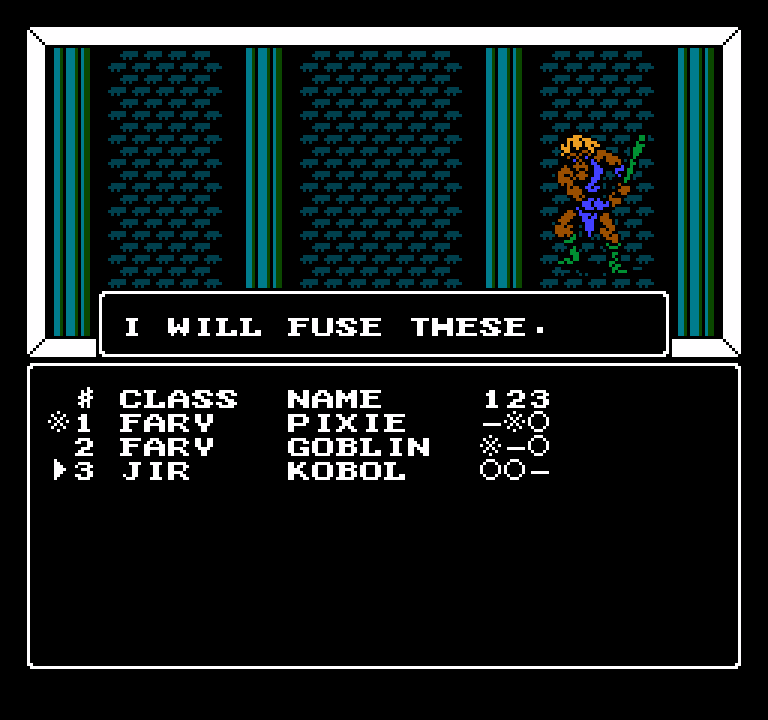 I WILL FUSE THESE.
# CLASS NAME 123
※1 FARY PIXIE -※○
2 FARY GOBLIN ※-○
▶3 JIR KOBOL ○○-